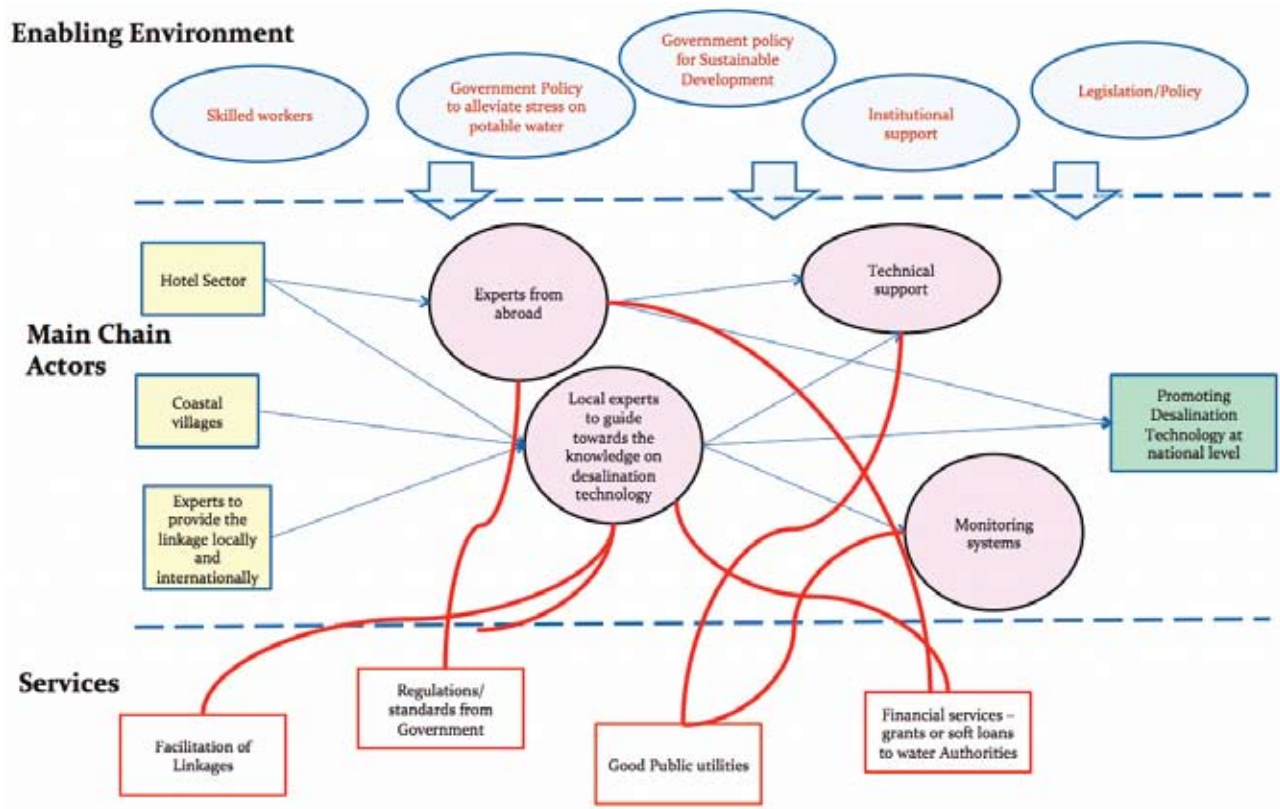 Enabling Environment
Skilled workers
Government Policy
to alleviate stress on
potable water
Government policy
for Sustainable
Development
Institutional
support
Legislation/Policy
Main Chain
Actors
Hotel Sector
Coastal
villages
Experts to
provide the
linkage locally
and
internationally
Experts from
abroad
Local experts
to guide
towards the
knowledge on
desalination
technology
Technical
support
Monitoring
systems
Promoting
Desalination
Technology at
national level
Services
Facilitation of
Linkages
Regulations/
standards from
Government
Good Public utilities
Financial services –
grants or soft loans
to water Authorities